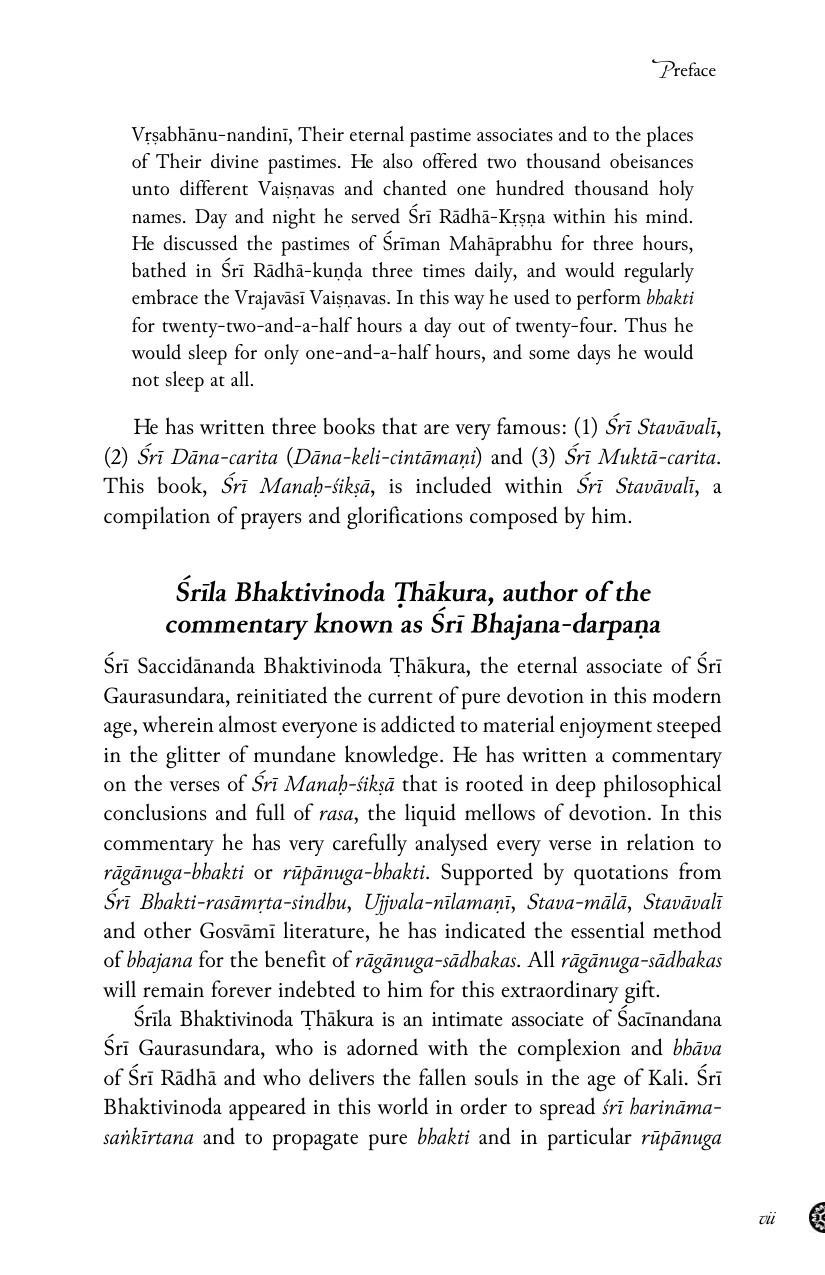 Preface
Vṛṣabhānu-nandinī, Their eternal pastime associates and to the places
of Their divine pastimes. He also offered two thousand obeisances
unto different Vaiṣṇavas and chanted one hundred thousand holy
names. Day and night he served Śrī Rādhā-Kṛṣṇa within his mind.
He discussed the pastimes of Śrīman Mahāprabhu for three hours,
bathed in Śrī Rādhā-kuṇḍa three times daily, and would regularly
embrace the Vrajavāsī Vaiṣṇavas. In this way he used to perform bhakti
for twenty-two-and-a-half hours a day out of twenty-four. Thus he
would sleep for only one-and-a-half hours, and some days he would
not sleep at all.
He has written three books that are very famous: (1) Śrī Stavāvalī,
(2) Śrī Dāna-carita (Dāna-keli-cintāmaṇi) and (3) Śrī Muktā-carita.
This book, Śrī Manaḥ-śikṣā, is included within Śrī Stavāvalī, a
compilation of prayers and glorifications composed by him.
Śrīla Bhaktivinoda Ṭhākura, author of the
commentary known as Śrī Bhajana-darpaṇa
Śrī Saccidānanda Bhaktivinoda Ṭhākura, the eternal associate of Śrī
Gaurasundara, reinitiated the current of pure devotion in this modern
age, wherein almost everyone is addicted to material enjoyment steeped
in the glitter of mundane knowledge. He has written a commentary
on the verses of Śrī Manaḥ-śikṣā that is rooted in deep philosophical
conclusions and full of rasa, the liquid mellows of devotion. In this
commentary he has very carefully analysed every verse in relation to
rāgānuga-bhakti or rūpānuga-bhakti. Supported by quotations from
Śrī Bhakti-rasāmṛta-sindhu, Ujjvala-nīlamaṇī, Stava-mālā, Stavāvalī
and other Gosvāmī literature, he has indicated the essential method
of bhajana for the benefit of rāgānuga-sādhakas. All rāgānuga-sādhakas
will remain forever indebted to him for this extraordinary gift.
Śrīla Bhaktivinoda Ṭhākura is an intimate associate of Śacīnandana
Śrī Gaurasundara, who is adorned with the complexion and bhāva
of Śrī Rādhā and who delivers the fallen souls in the age of Kali. Śrī
Bhaktivinoda appeared in this world in order to spread śrī harināma-
saṅkīrtana and to propagate pure bhakti and in particular rūpānuga
vii